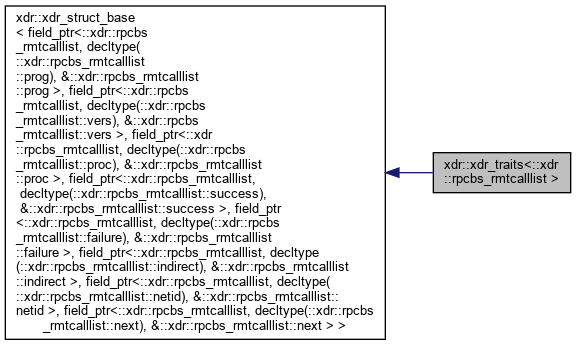 xdr::xdr_struct_base
< field_ptr<::xdr::rpcbs
_rmtcalllist, decltype(
::xdr::rpcbs_rmtcalllist
::prog), &::xdr::rpcbs_rmtcalllist
::prog >, field_ptr<::xdr::rpcbs
_rmtcalllist, decltype(::xdr::rpcbs
_rmtcalllist::vers), &::xdr::rpcbs
_rmtcalllist::vers >, field_ptr<::xdr
::rpcbs_rmtcalllist, decltype(::xdr::rpcbs
_rmtcalllist::proc), &::xdr::rpcbs_rmtcalllist
::proc >, field_ptr<::xdr::rpcbs_rmtcalllist,
decltype(::xdr::rpcbs_rmtcalllist::success),
&::xdr::rpcbs_rmtcalllist::success >, field_ptr
<::xdr::rpcbs_rmtcalllist, decltype(::xdr::rpcbs
_rmtcalllist::failure), &::xdr::rpcbs_rmtcalllist
::failure >, field_ptr<::xdr::rpcbs_rmtcalllist, decltype
(::xdr::rpcbs_rmtcalllist::indirect), &::xdr::rpcbs_rmtcalllist
::indirect >, field_ptr<::xdr::rpcbs_rmtcalllist, decltype(
::xdr::rpcbs_rmtcalllist::netid), &::xdr::rpcbs_rmtcalllist::
netid >, field_ptr<::xdr::rpcbs_rmtcalllist, decltype(::xdr::rpcbs
_rmtcalllist::next), &::xdr::rpcbs_rmtcalllist::next > >
xdr::xdr_traits<::xdr
::rpcbs_rmtcalllist >